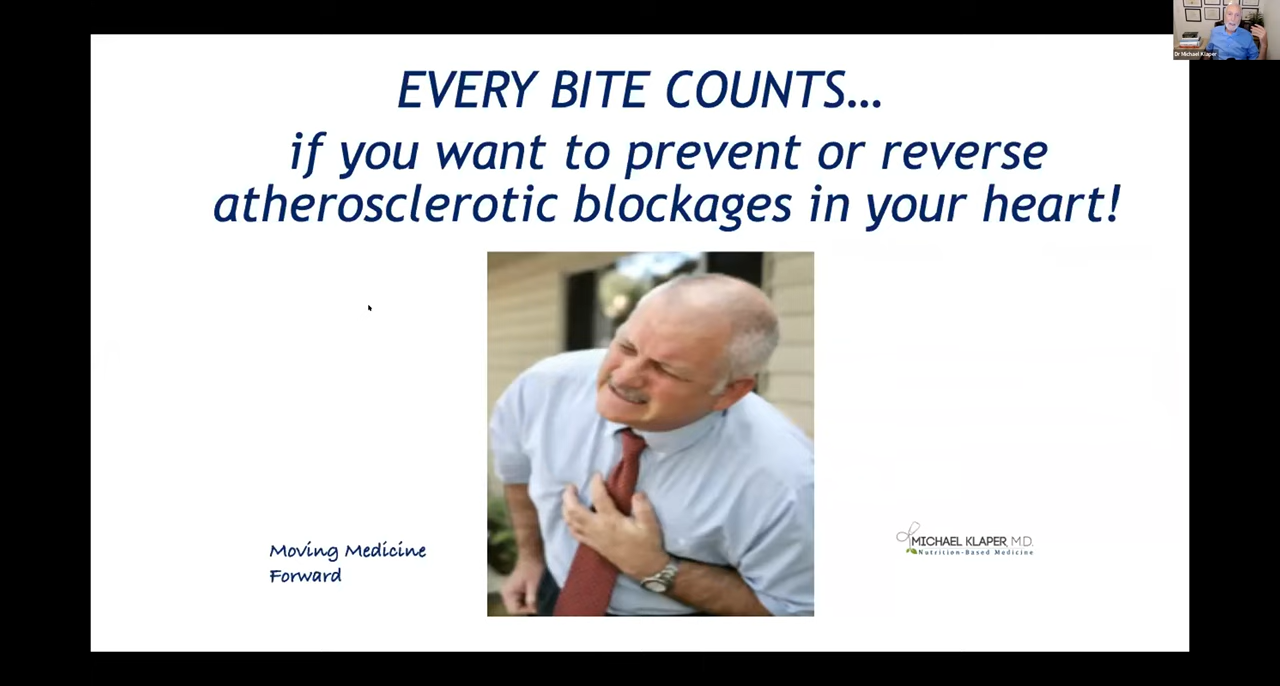 Dr Michael Klaper
EVERY BITE COUNTS...
if you want to prevent or reverse
atherosclerotic blockages in your heart!
Moving Medicine
Forward
MICHAEL KLAPER, M.D.
Nutrition-Based Medicine